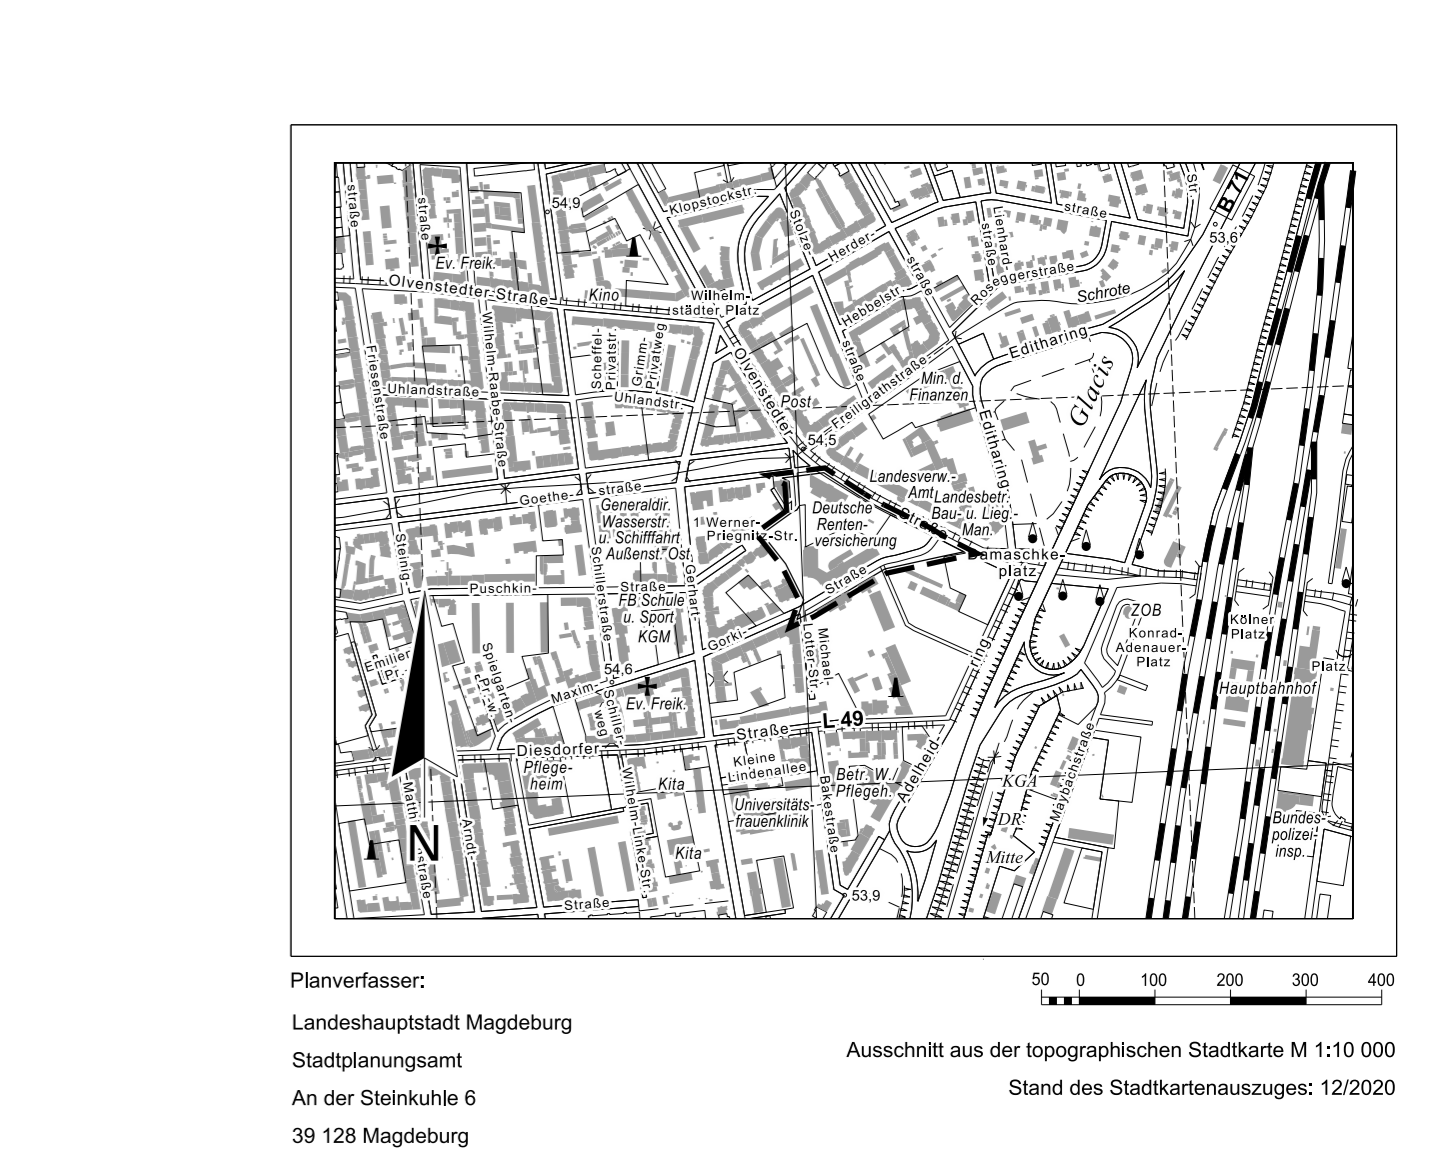 straße
straße
54,9
Klopstockstr.
Stolze-
Herder-
straße
Lienhard
straße
straße
Str.
B 71
53,6
Ev. Freik.
Olvenstedter Straße
Kino
Wilhelm-
städter Platz
Hebbelstr.
Roseggerstraße
Schrote
Editharing
Glacis
Friesenstraße
Wilhelm-Raabe-Straße
Scheffel-
Privatstr.
Grimm-
Privatweg
Olvenstedter
straße
Freiligrathstraße
Min. d.
Finanzen
Uhlandstraße
Uhlandstr.
Post
54,5
Editharing
Goethe-
straße
Landesverw.-
Amt
Landesbetr.
Bau- u. Lieg.-
Man.
Straße
Generaldir.
Wasserstr.
u. Schifffahrt
Außenst. Ost
1 Werner-
Priegnitz-Str.
1
Deutsche
Renten-
versicherung
Damaschke-
platz
Steinig-
Schillerstraße
Gerhart-
Puschkin-
Straße
Straße
FB Schule
u. Sport
KGM
Gorki-
Michael-
Lotter-Str.
ring
ZOB
Konrad-
Adenauer-
Platz
Kölner
Platz
Platz
Hauptbahnhof
Emilien
Pr.
Spielgarten-
Pr.-w.
54,6
Maxim-
Schiller-
weg
Ev. Freik.
L 49
Straße
Diesdorfer
Pflege-
heim
Kleine
Lindenallee
Kita
Universitäts-
frauenklinik
Betr. W./
Pflegeh.
Bakestraße
Adelheid-
KGA
DR
Mitte
Maybachstraße
Bundes-
polizei-
insp.
Wilhelm-Linke-Str.
Kita
Arndt-
straße
N
Straße
53,9
Planverfasser:
50 0 100 200 300 400
Landeshauptstadt Magdeburg
Stadtplanungsamt
Ausschnitt aus der topographischen Stadtkarte M 1:10 000
An der Steinkuhle 6
Stand des Stadtkartenauszuges: 12/2020
39 128 Magdeburg